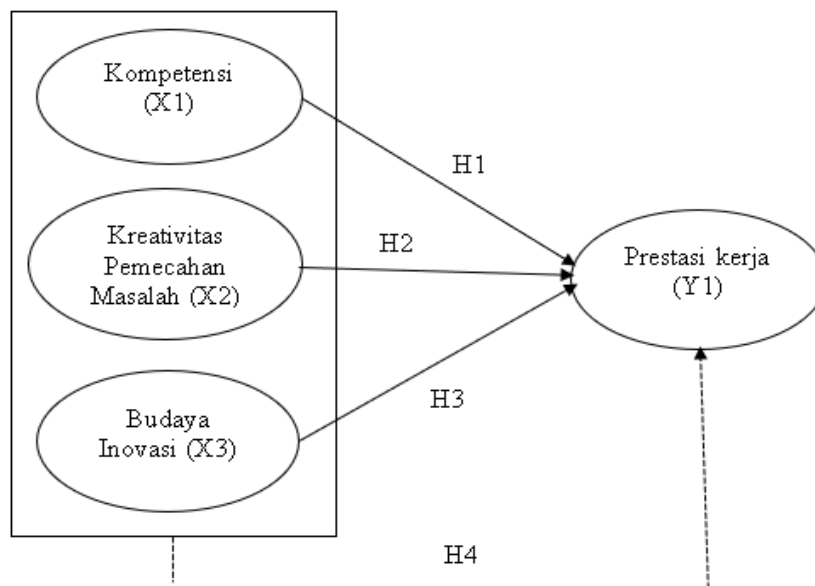 Kompetensi
(X1)
H1
Kreativitas
Pemecahan
Masalah (X2)
H2
Prestasi kerja
(Y1)
Budaya
Inovasi (X3)
H3
H4